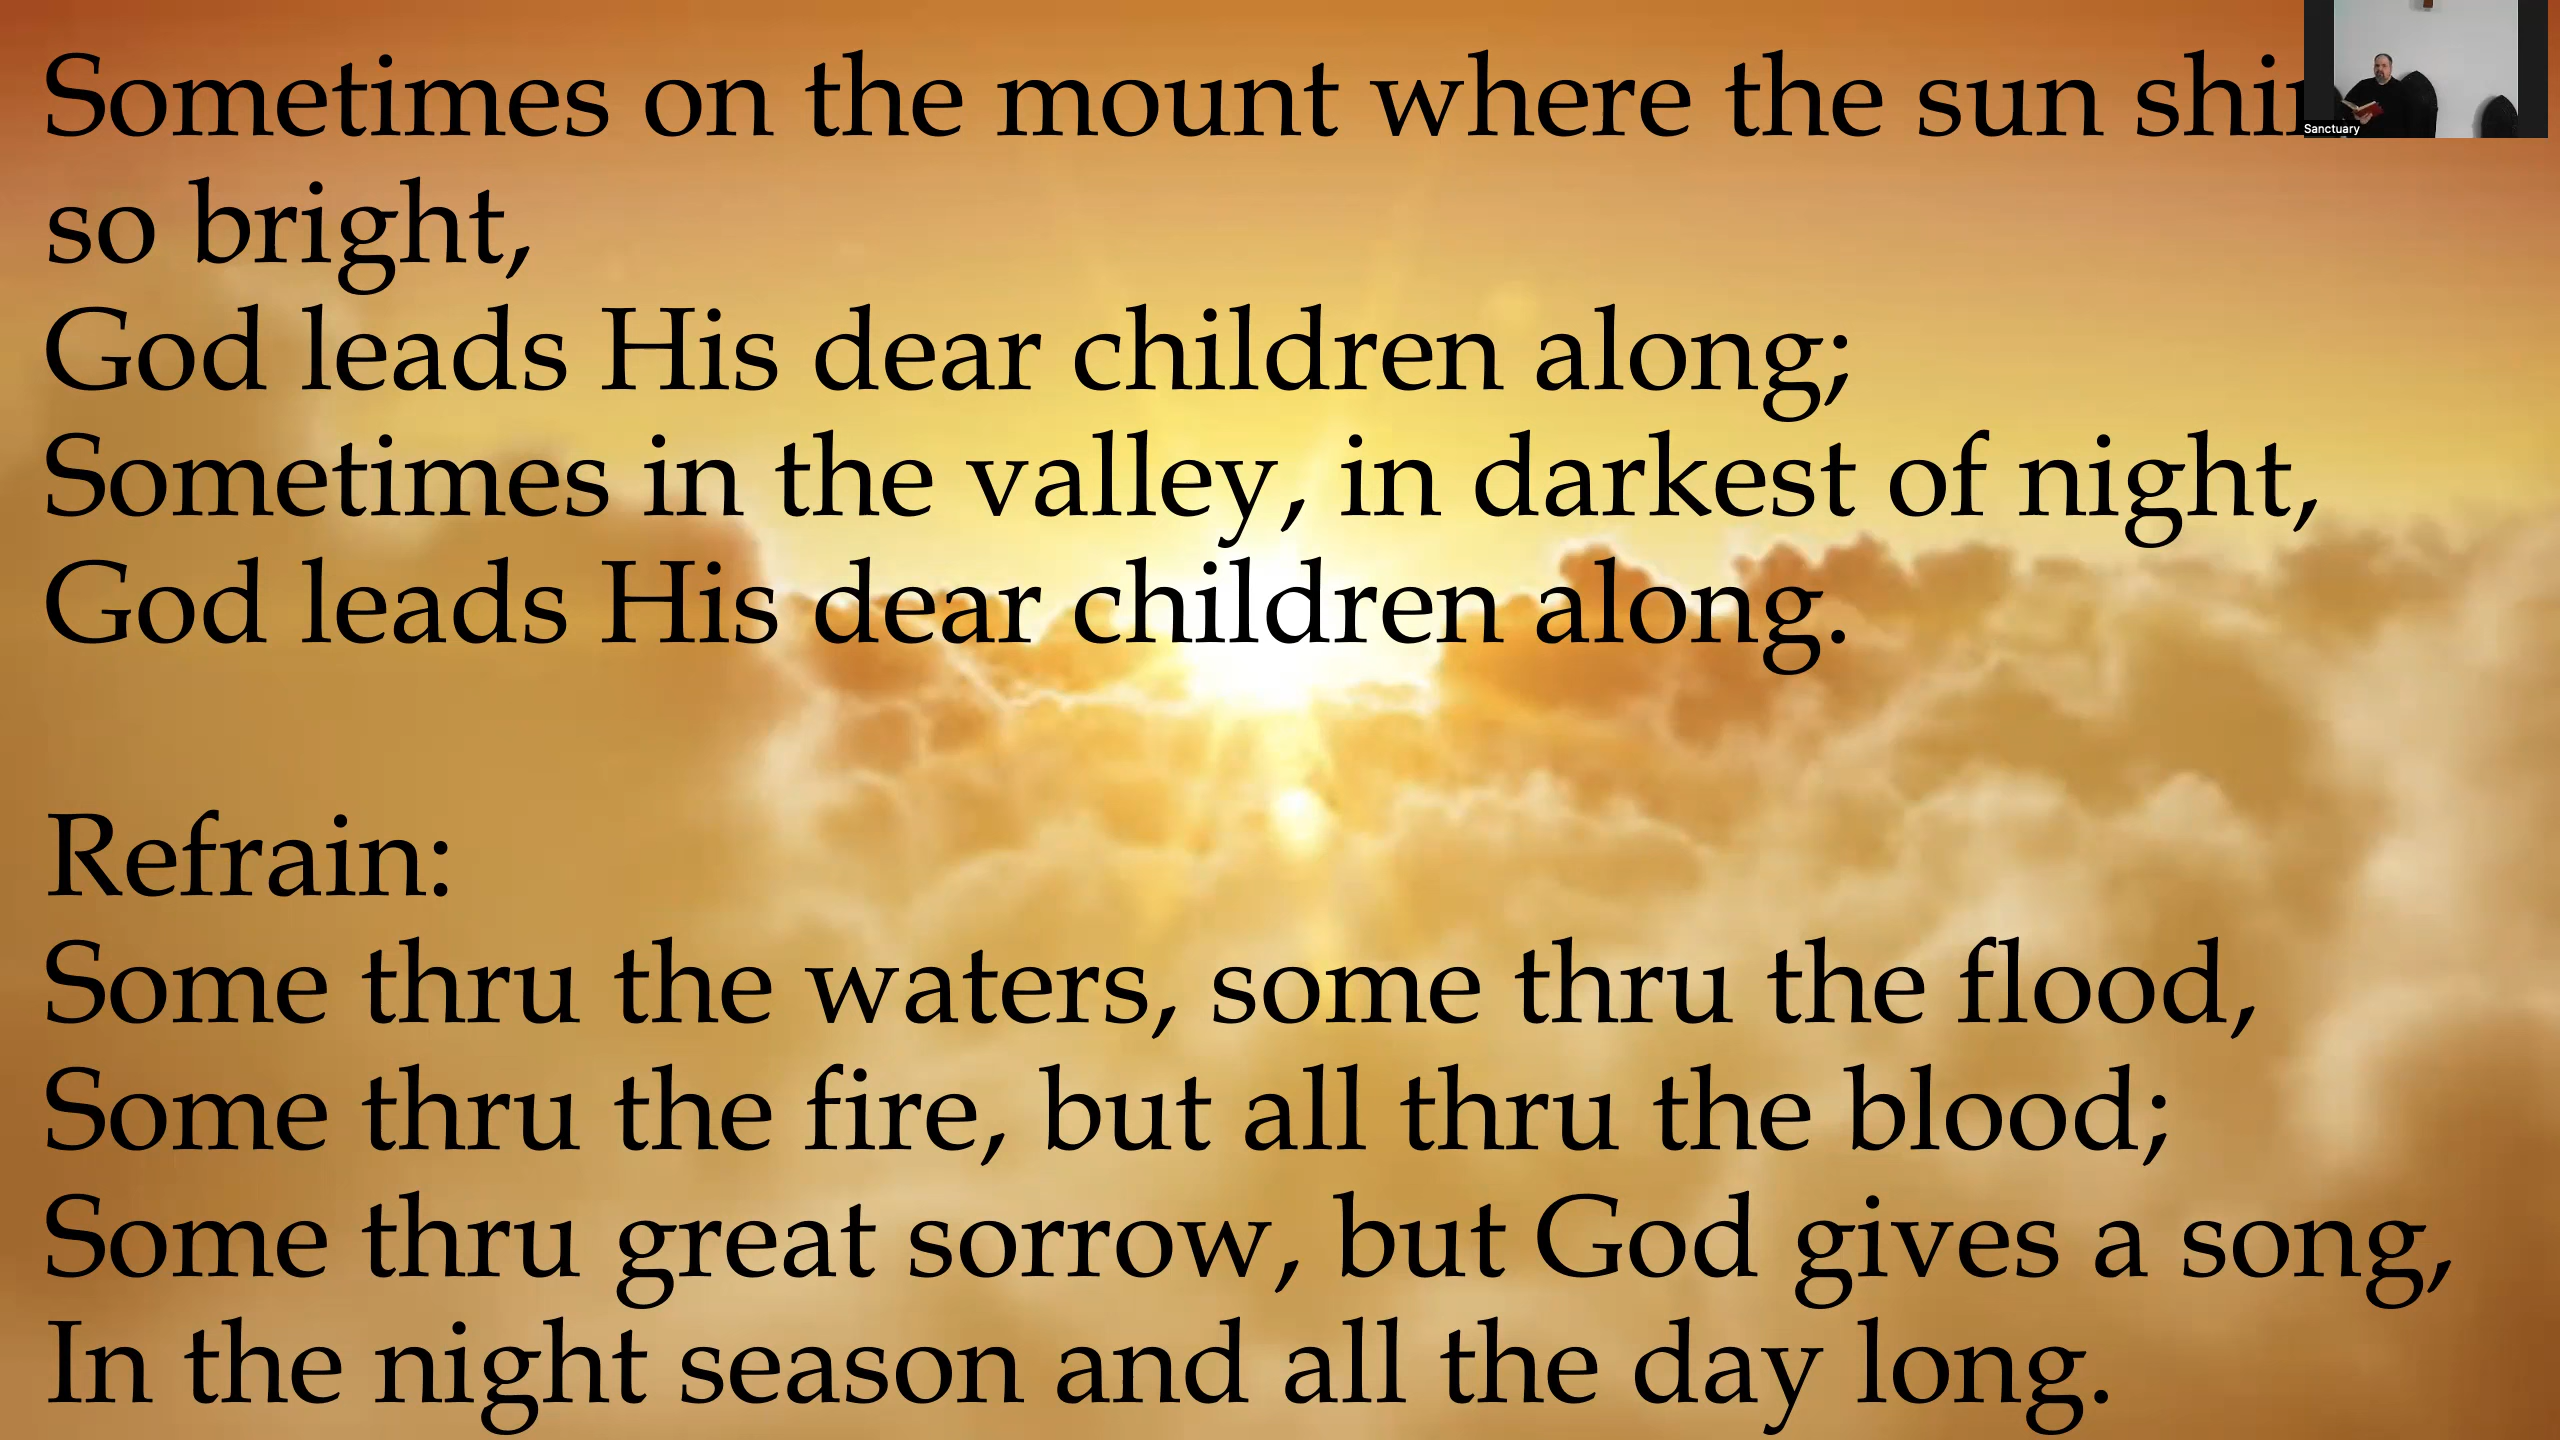 Sometimes on the mount where the sun
so bright,
God leads His dear children along;
Sometimes in the valley, in darkest of night,
God leads His dear children along.
Refrain:
Some thru the waters, some thru the flood,
Some thru the fire, but all thru the blood;
Some thru great sorrow, but God gives a song,
In the night season and all the day long.
Sanctuary